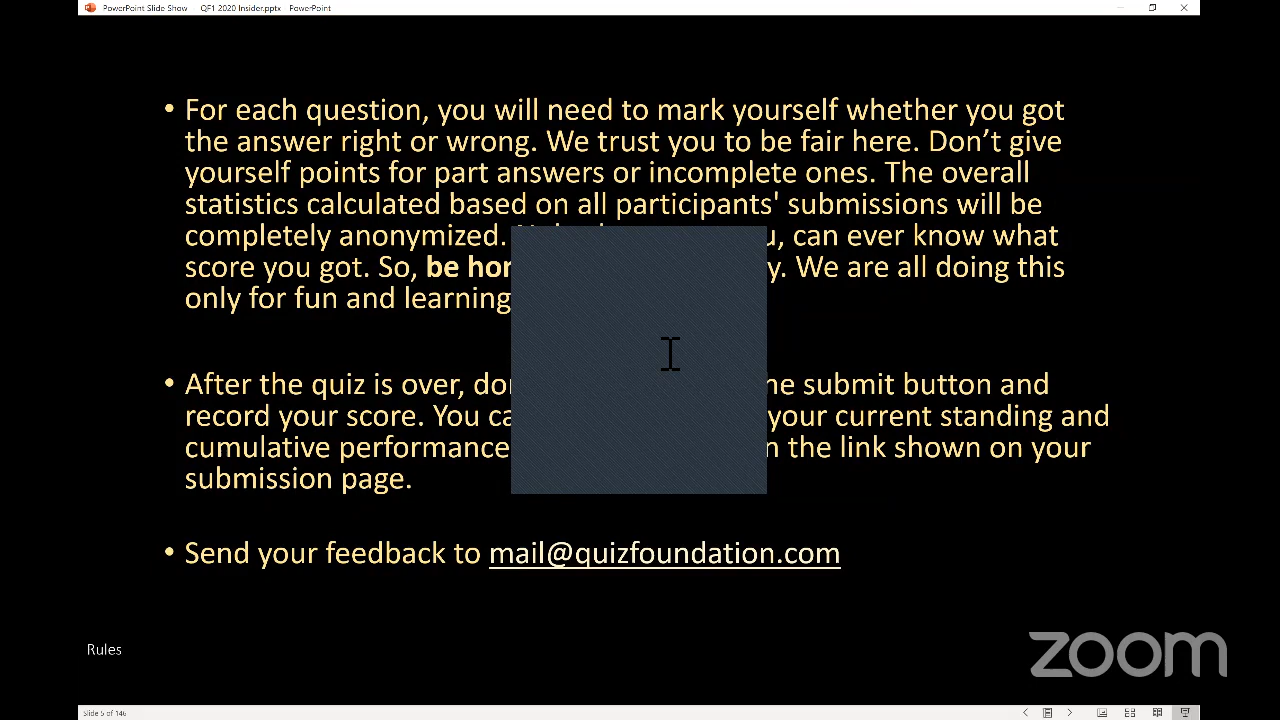 PowerPoint Slide Show QF1 2020 Insider.pptx PowerPoint
• For each question, you will need to mark yourself whether you got
the answer right or wrong. We trust you to be fair here. Don’t give
yourself points for part answers or incomplete ones. The overall
statistics calculated based on all participants' submissions will be
completely anonymized. can ever know what
score you got. So, be We are all doing this
only for fun and learning
• After the quiz is over, submit button and
record your score. You your current standing and
cumulative performance the link shown on your
submission page.
• Send your feedback to mail@quizfoundation.com
Rules
zoom
Slide 5 of 146